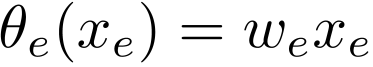 θ_e(x_e) = w_e x_e